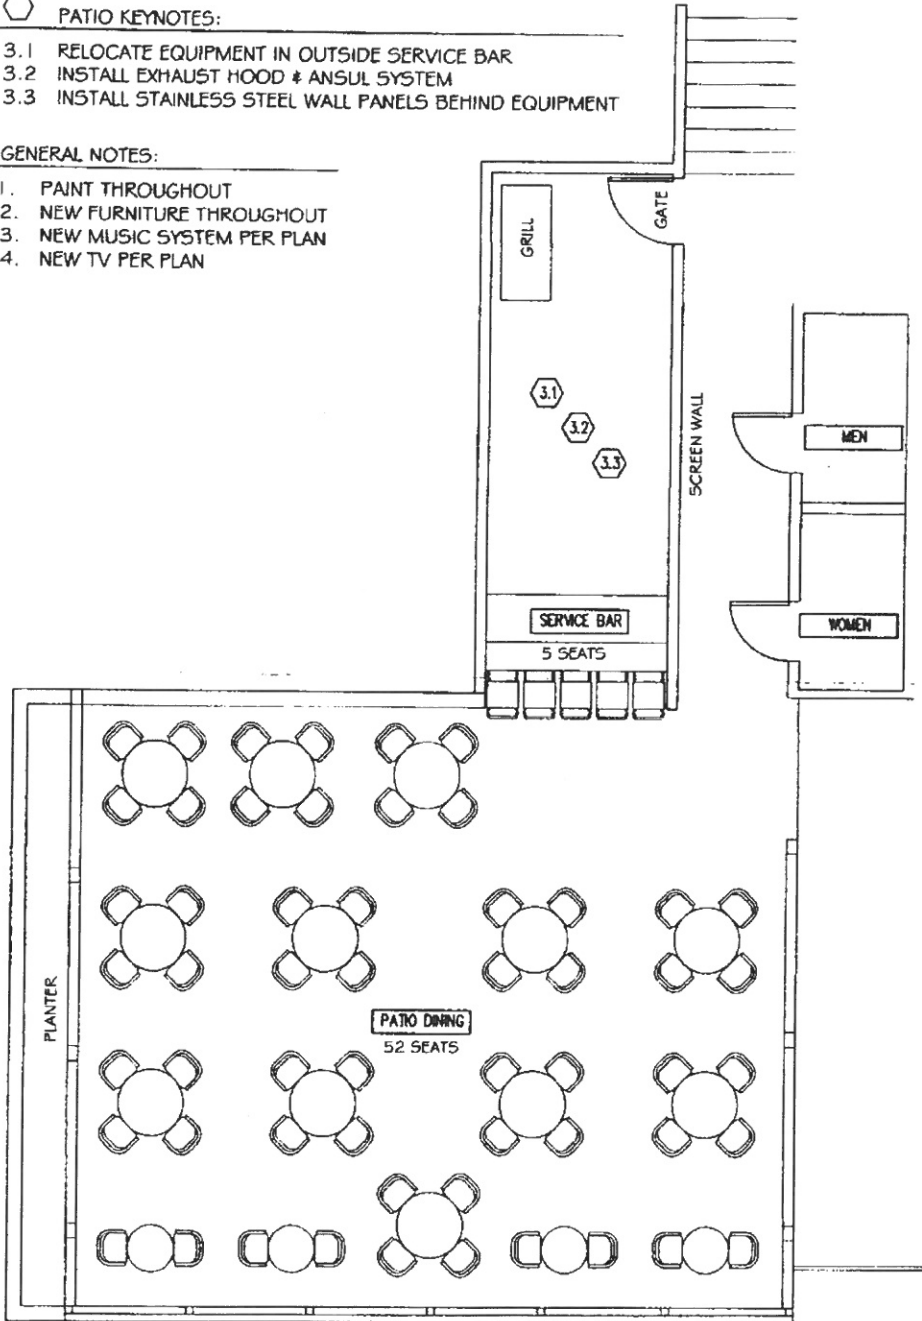 PATIO KEYNOTES:
3.1 RELOCATE EQUIPMENT IN OUTSIDE SERVICE BAR
3.2 INSTALL EXHAUST HOOD & ANSUL SYSTEM
3.3 INSTALL STAINLESS STEEL WALL PANELS BEHIND EQUIPMENT
GENERAL NOTES:
1. PAINT THROUGHOUT
2. NEW FURNITURE THROUGHOUT
3. NEW MUSIC SYSTEM PER PLAN
4. NEW TV PER PLAN
GRILL
GATE
3.1
3.2
3.3
SCREEN WALL
MEN
WOMEN
SERVICE BAR
5 SEATS
PLANTER
PATIO DINING
52 SEATS